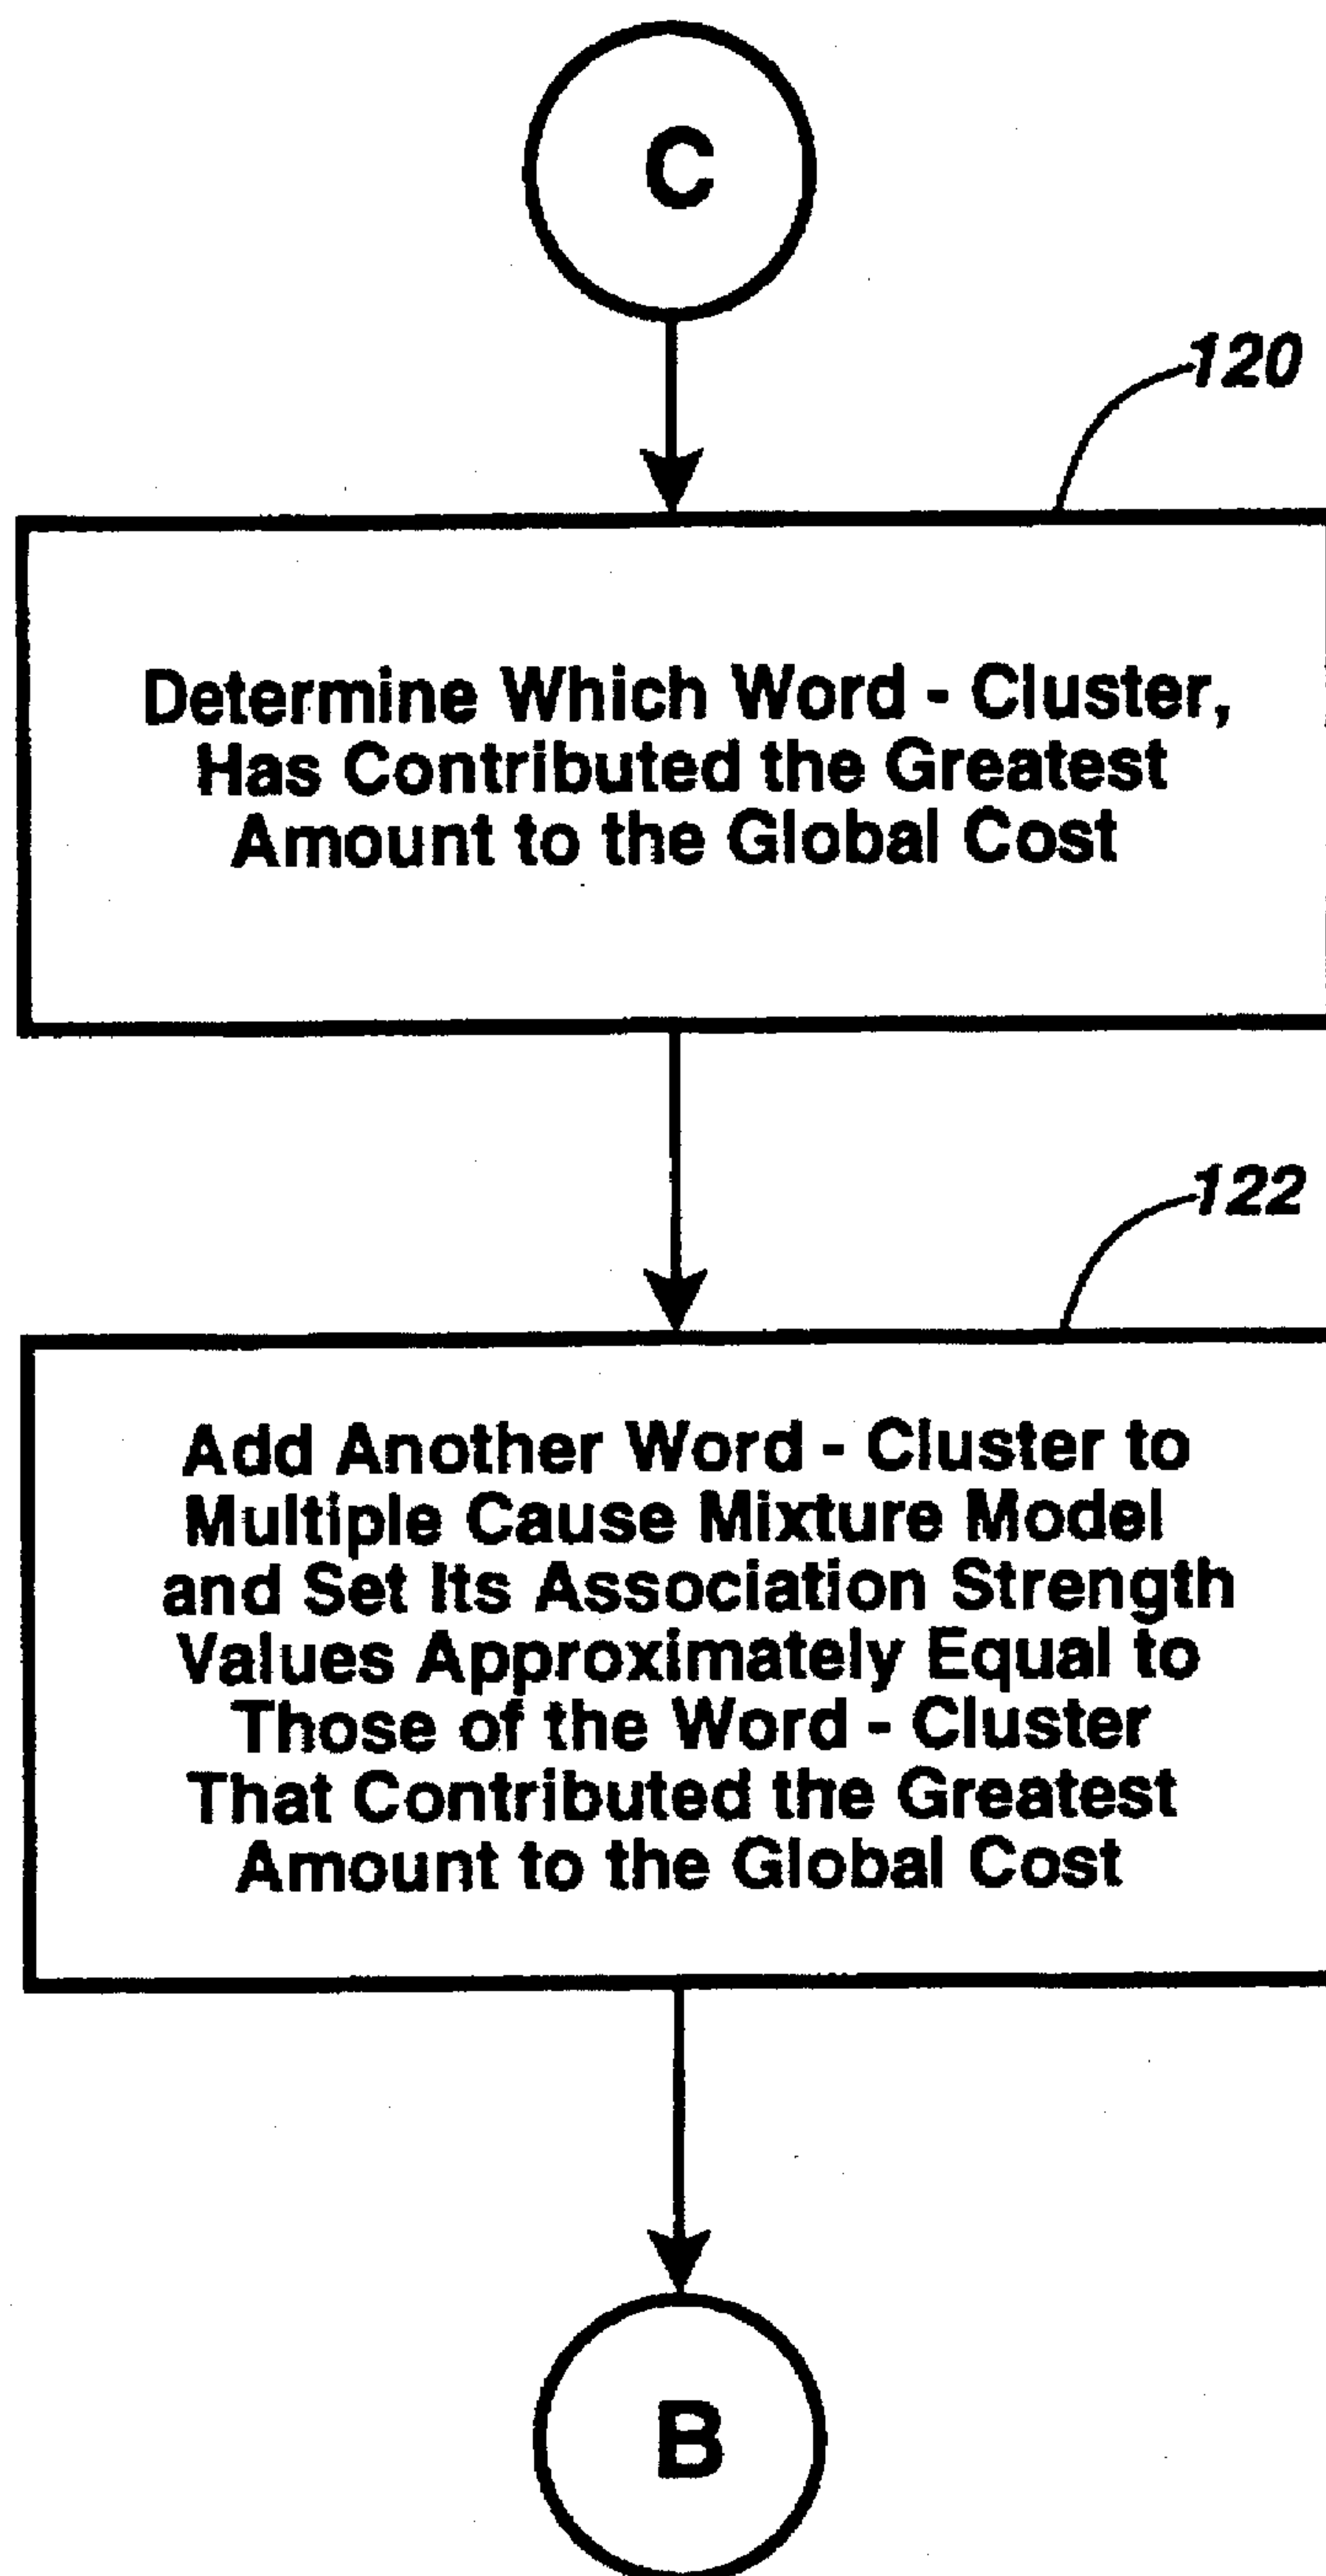 C
120
Determine Which Word - Cluster,
Has Contributed the Greatest
Amount to the Global Cost
122
Add Another Word - Cluster to
Multiple Cause Mixture Model
and Set Its Association Strength
Values Approximately Equal to
Those of the Word - Cluster
That Contributed the Greatest
Amount to the Global Cost
B